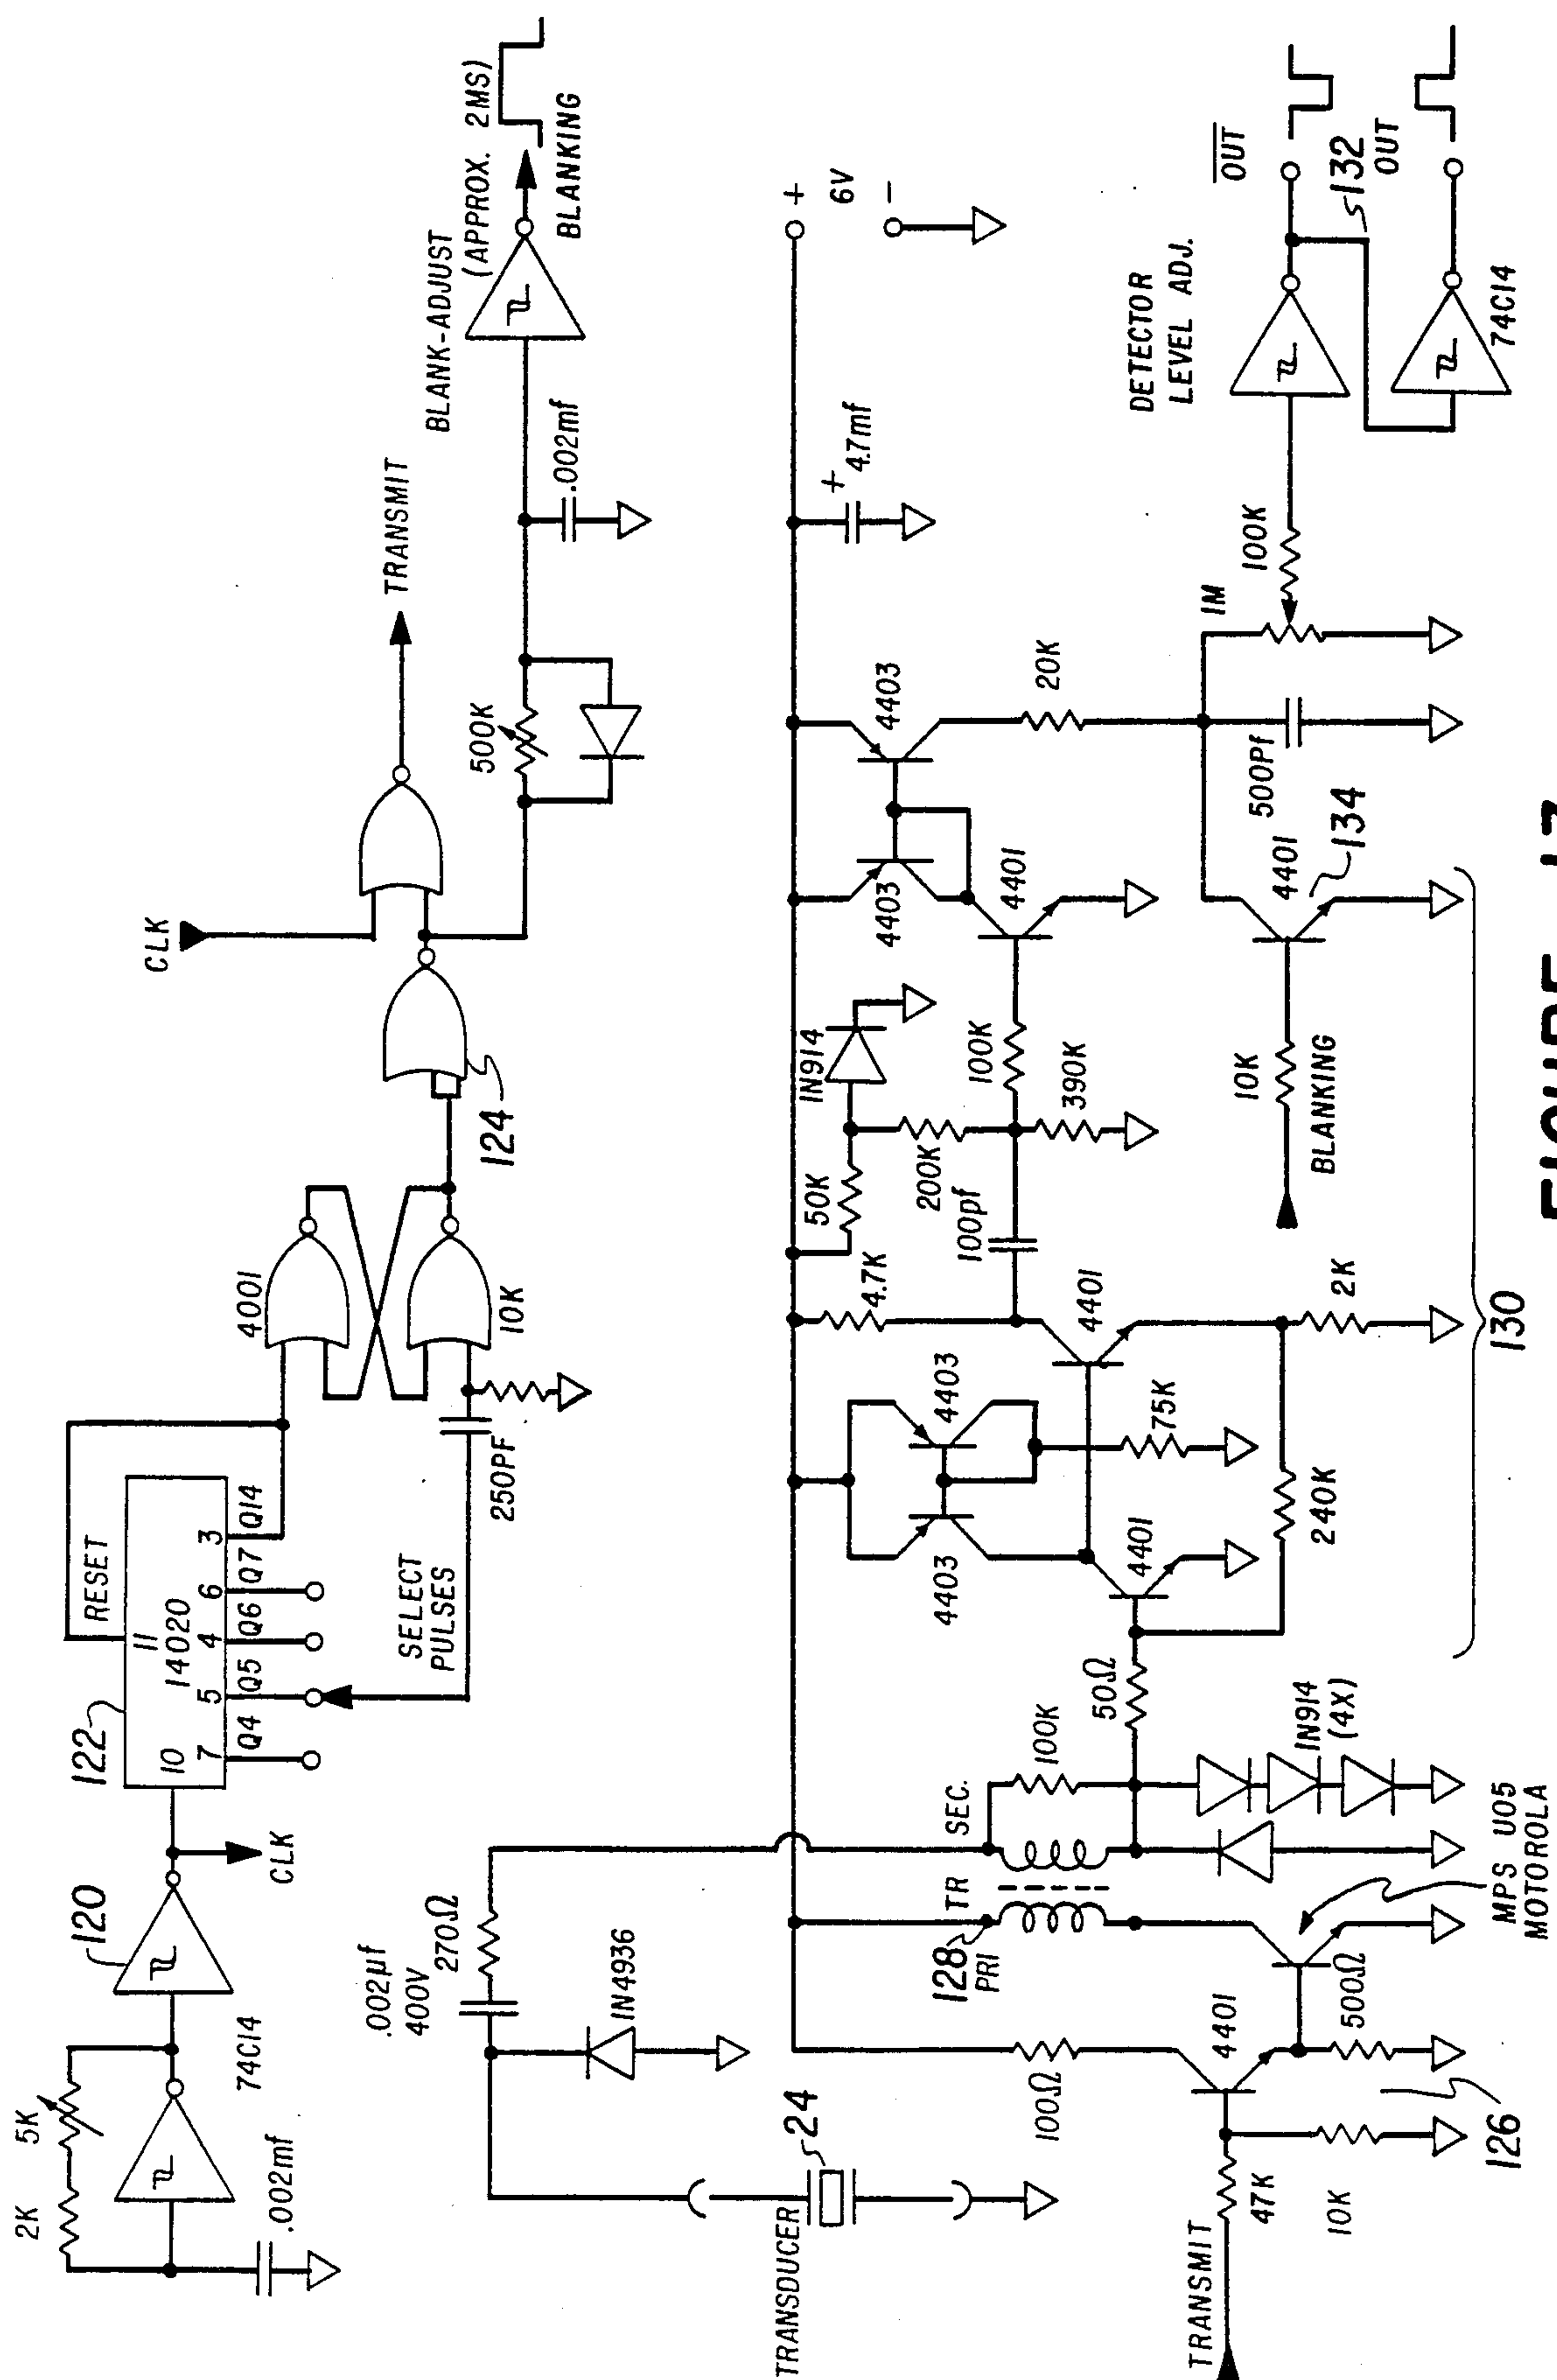 2K
5K
.002mf
74C14
120
CLK
122
10
11
14020
RESET
7
5
4
6
3
Q4
Q5
Q6
Q7
Q14
SELECT
PULSES
250PF
10K
4001
124
CLK
TRANSMIT
500K
.002mf
BLANK-ADJUST
(APPROX. 2MS)
BLANKING
.002µf
400V
270Ω
IN4936
TRANSDUCER
24
TRANSMIT
47K
10K
126
100Ω
4401
500Ω
MPS U05
MOTOROLA
128
PRI
TR
SEC.
100K
50Ω
IN914
(4X)
4403
4403
4401
75K
240K
4401
4.7K
2K
130
50K
IN914
200K
100pf
100K
390K
4401
4403
4403
20K
BLANKING
10K
4401
134
500Pf
1M
100K
4.7mf
+
+
6V
-
DETECTOR
LEVEL ADJ.
74C14
OUT
132
OUT